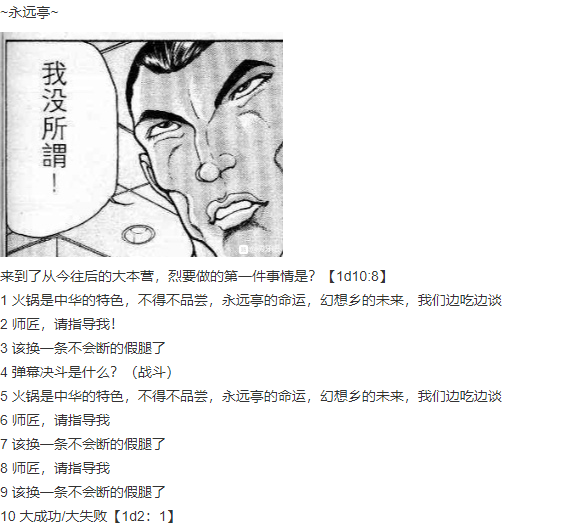 ~永远亭~
我没所謂！
来到了从今往后的大本营，烈要做的第一件事情是？【1d10:8】
1 火锅是中华的特色，不得不品尝，永远亭的命运，幻想乡的未来，我们边吃边谈
2 师匠，请指导我！
3 该换一条不会断的假腿了
4 弹幕决斗是什么？（战斗）
5 火锅是中华的特色，不得不品尝，永远亭的命运，幻想乡的未来，我们边吃边谈
6 师匠，请指导我
7 该换一条不会断的假腿了
8 师匠，请指导我
9 该换一条不会断的假腿了
10 大成功/大失败【1d2：1】